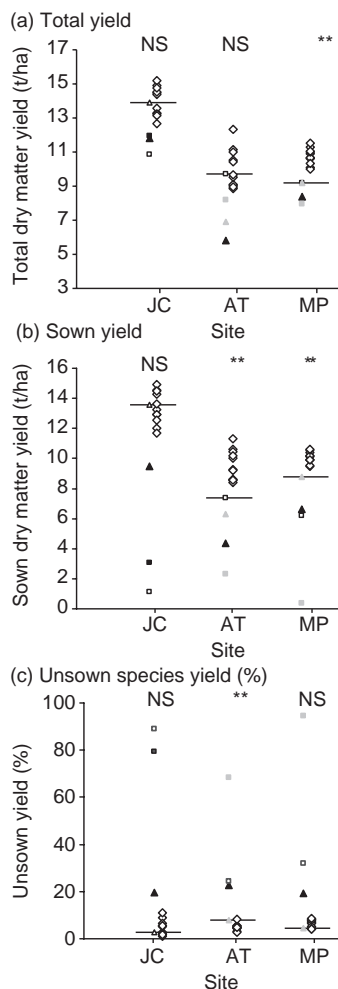 (a) Total yield
NS NS **
Total dry matter yield (t/ha)
17
15
13
11
9
7
5
3
JC AT MP
Site
(b) Sown yield
NS ** **
Sown dry matter yield (t/ha)
16
14
12
10
8
6
4
2
0
JC AT MP
Site
(c) Unsown species yield (%)
NS ** NS
Unsown yield (%)
100
80
60
40
20
0
JC AT MP
Site